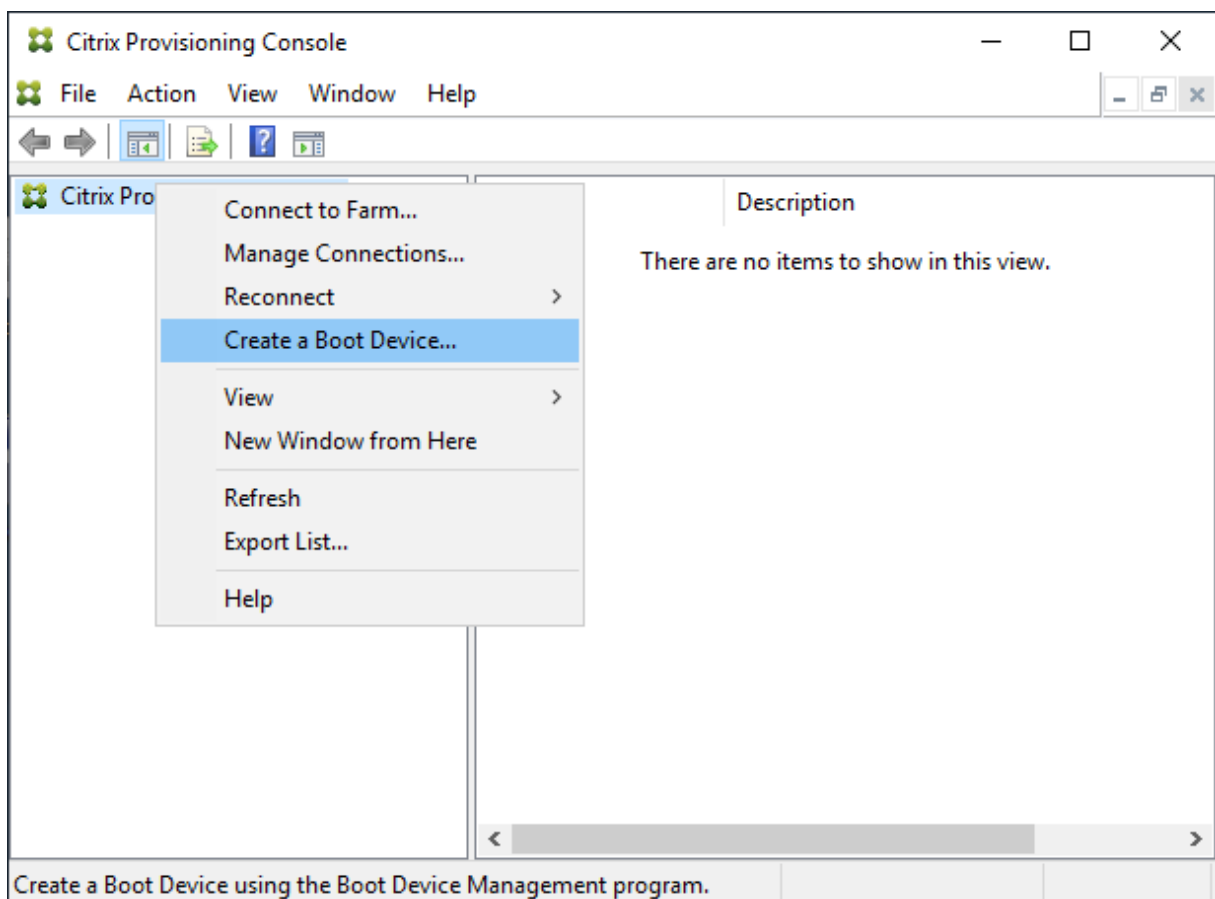 Citrix Provisioning Console
File Action View Window Help
Citrix Pro
Description
There are no items to show in this view.
Connect to Farm...
Manage Connections...
Reconnect
Create a Boot Device...
View
New Window from Here
Refresh
Export List...
Help
Create a Boot Device using the Boot Device Management program.